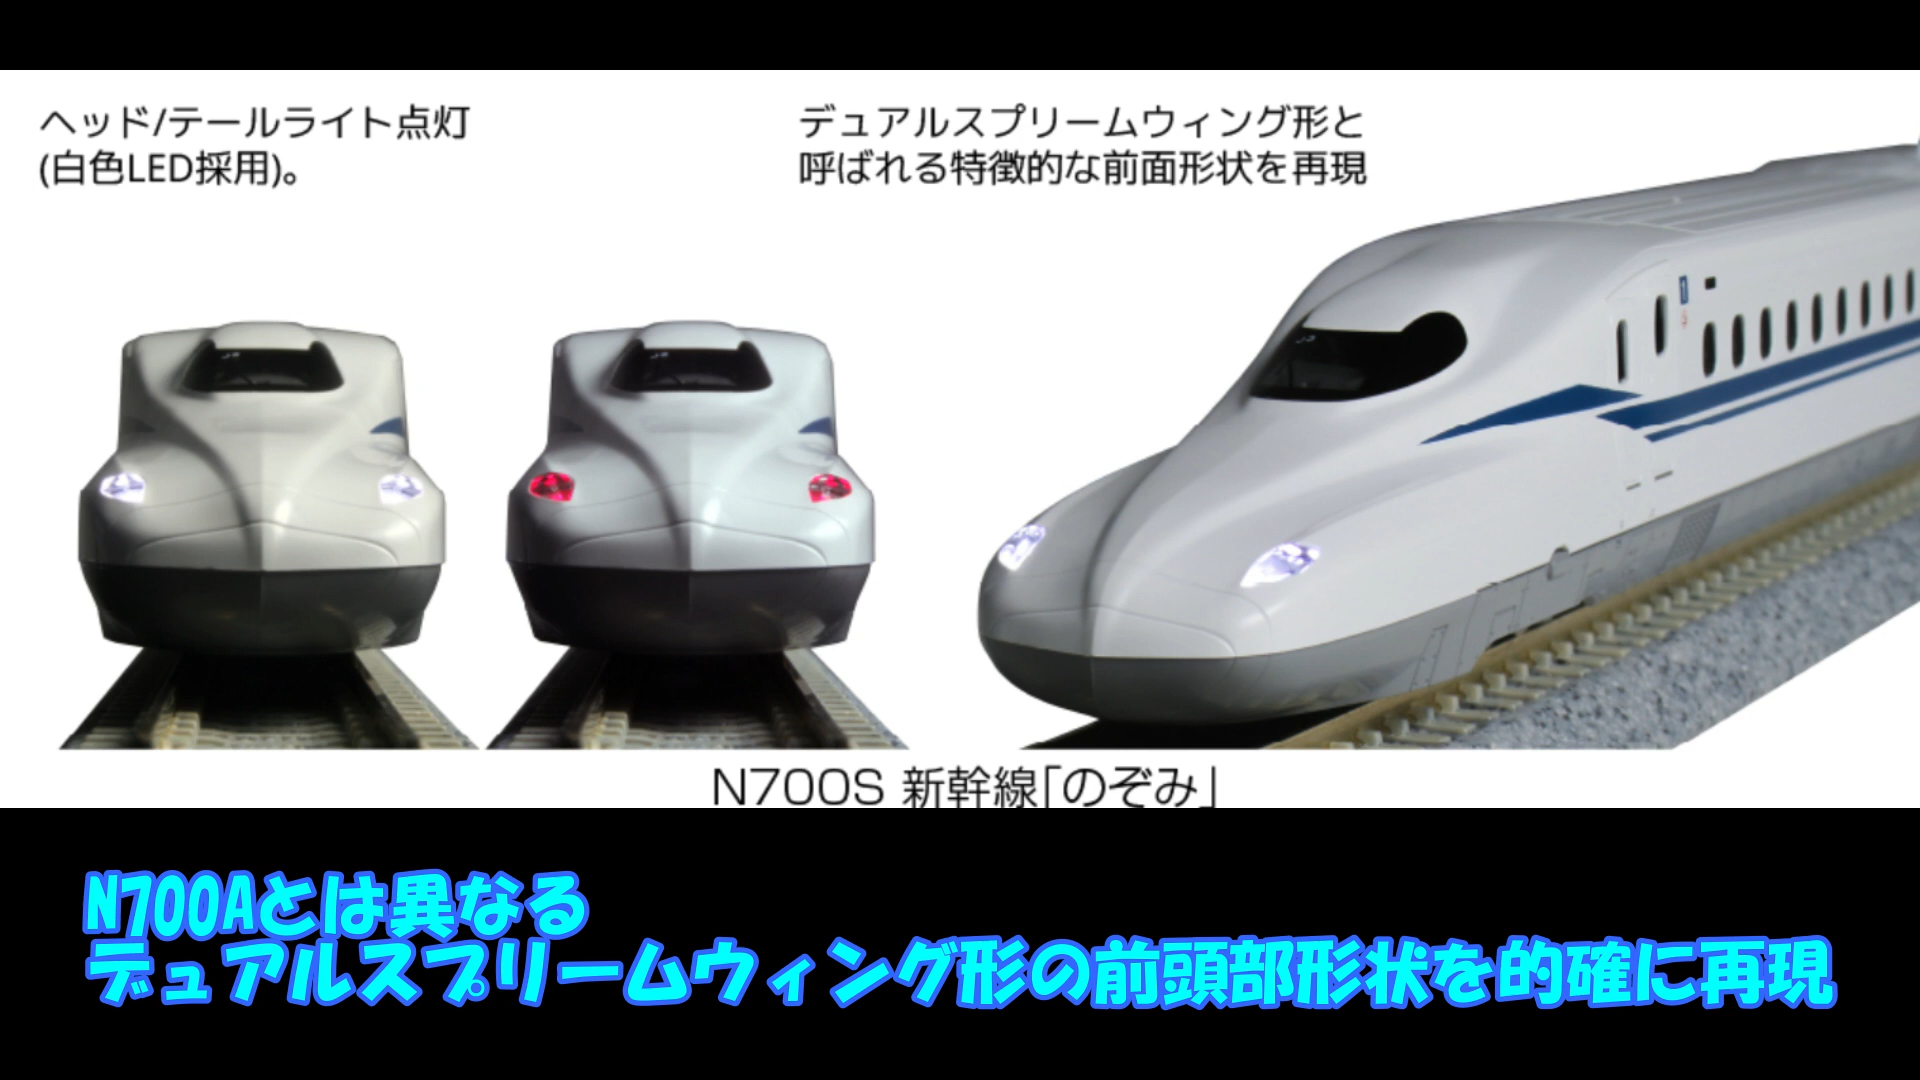 ヘッド/テールライト点灯
(白色LED採用)。
デュアルスプリームウィング形と
呼ばれる特徴的な前面形状を再現
1
N700S 新幹線「のぞみ」
N700Aとは異なる
デュアルスプリームウィング形の前頭部形状を的確に再現